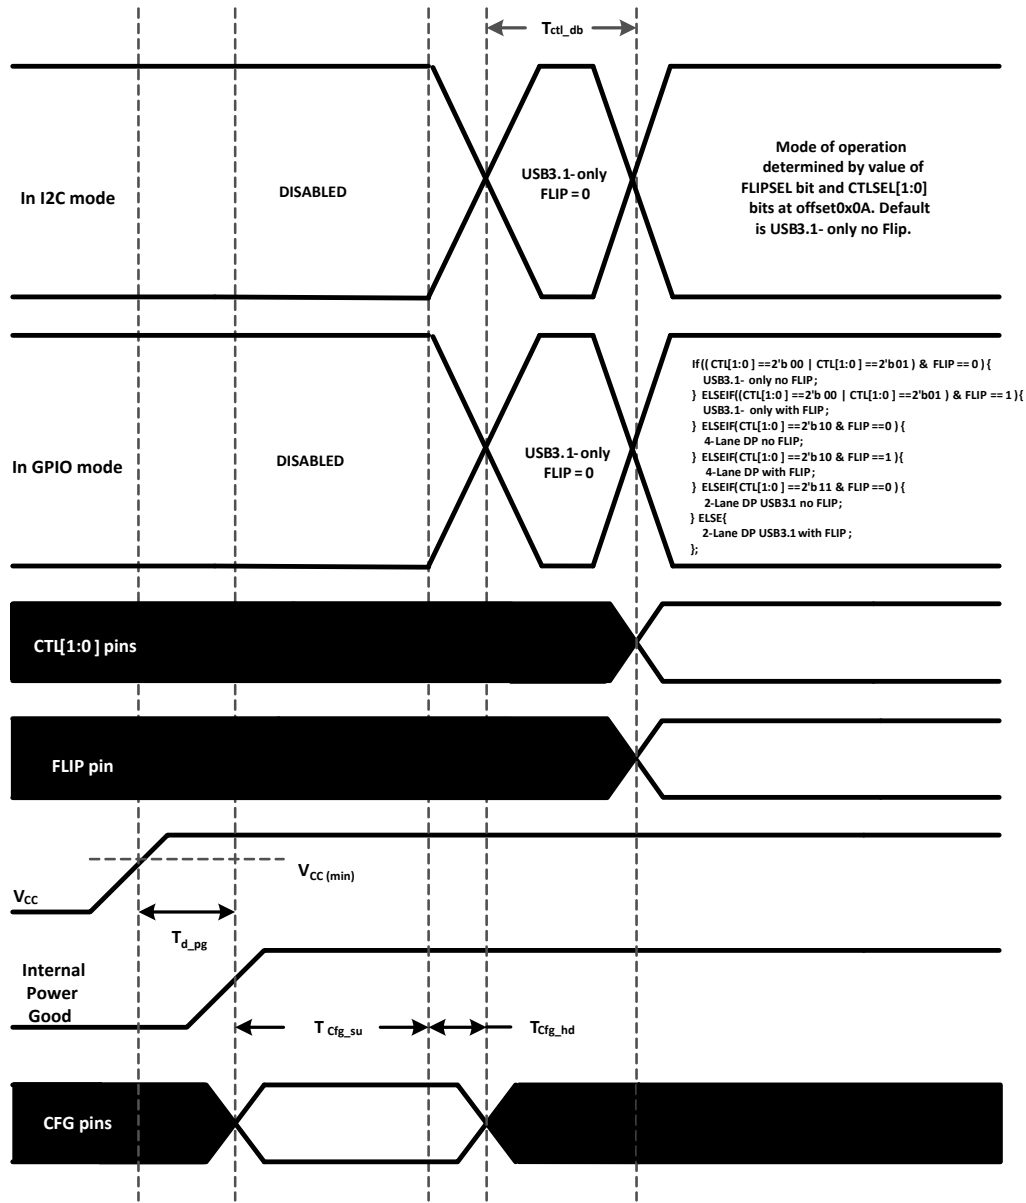 Tctl_db
In I2C mode
DISABLED
USB3.1- only
FLIP = 0
Mode of operation
determined by value of
FLIPSEL bit and CTLSEL[1:0]
bits at offset0x0A. Default
is USB3.1- only no Flip.
In GPIO mode
DISABLED
USB3.1- only
FLIP = 0
If(( CTL[1:0 ] ==2'b 00 | CTL[1:0 ] ==2'b01 ) & FLIP == 0 ) {
USB3.1- only no FLIP ;
} ELSEIF((CTL[1:0 ] ==2'b 00 | CTL[1:0 ] ==2'b01 ) & FLIP == 1 ){
USB3.1- only with FLIP ;
} ELSEIF(CTL[1:0 ] ==2'b 10 & FLIP ==0 ) {
4-Lane DP no FLIP;
} ELSEIF(CTL[1:0 ] ==2'b 10 & FLIP ==1 ){
4-Lane DP with FLIP;
} ELSEIF(CTL[1:0 ] ==2'b 11 & FLIP ==0 ) {
2-Lane DP USB3.1 no FLIP;
} ELSE{
2-Lane DP USB3.1 with FLIP ;
};
CTL[1:0 ] pins
FLIP pin
VCC (min)
VCC
Td_pg
Internal
Power
Good
TCfg_su
TCfg_hd
CFG pins